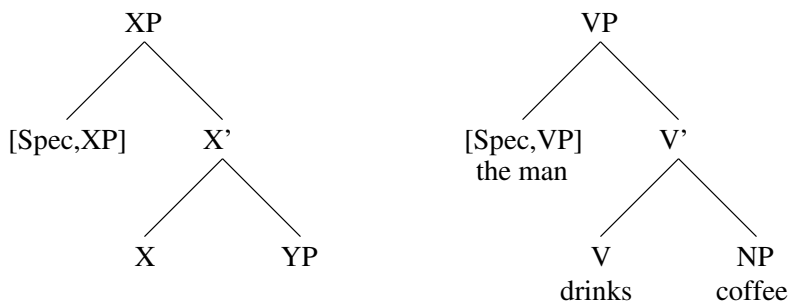 XP
VP
[Spec,XP]
X'
[Spec,VP]
V'
the man
X
YP
V
NP
drinks
coffee